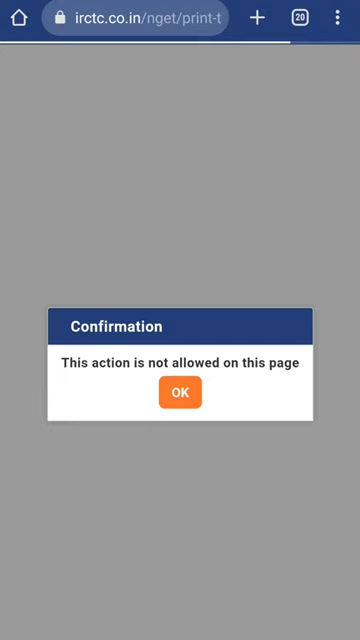 irctc.co.in/nget/print-t
20
Confirmation
This action is not allowed on this page
OK